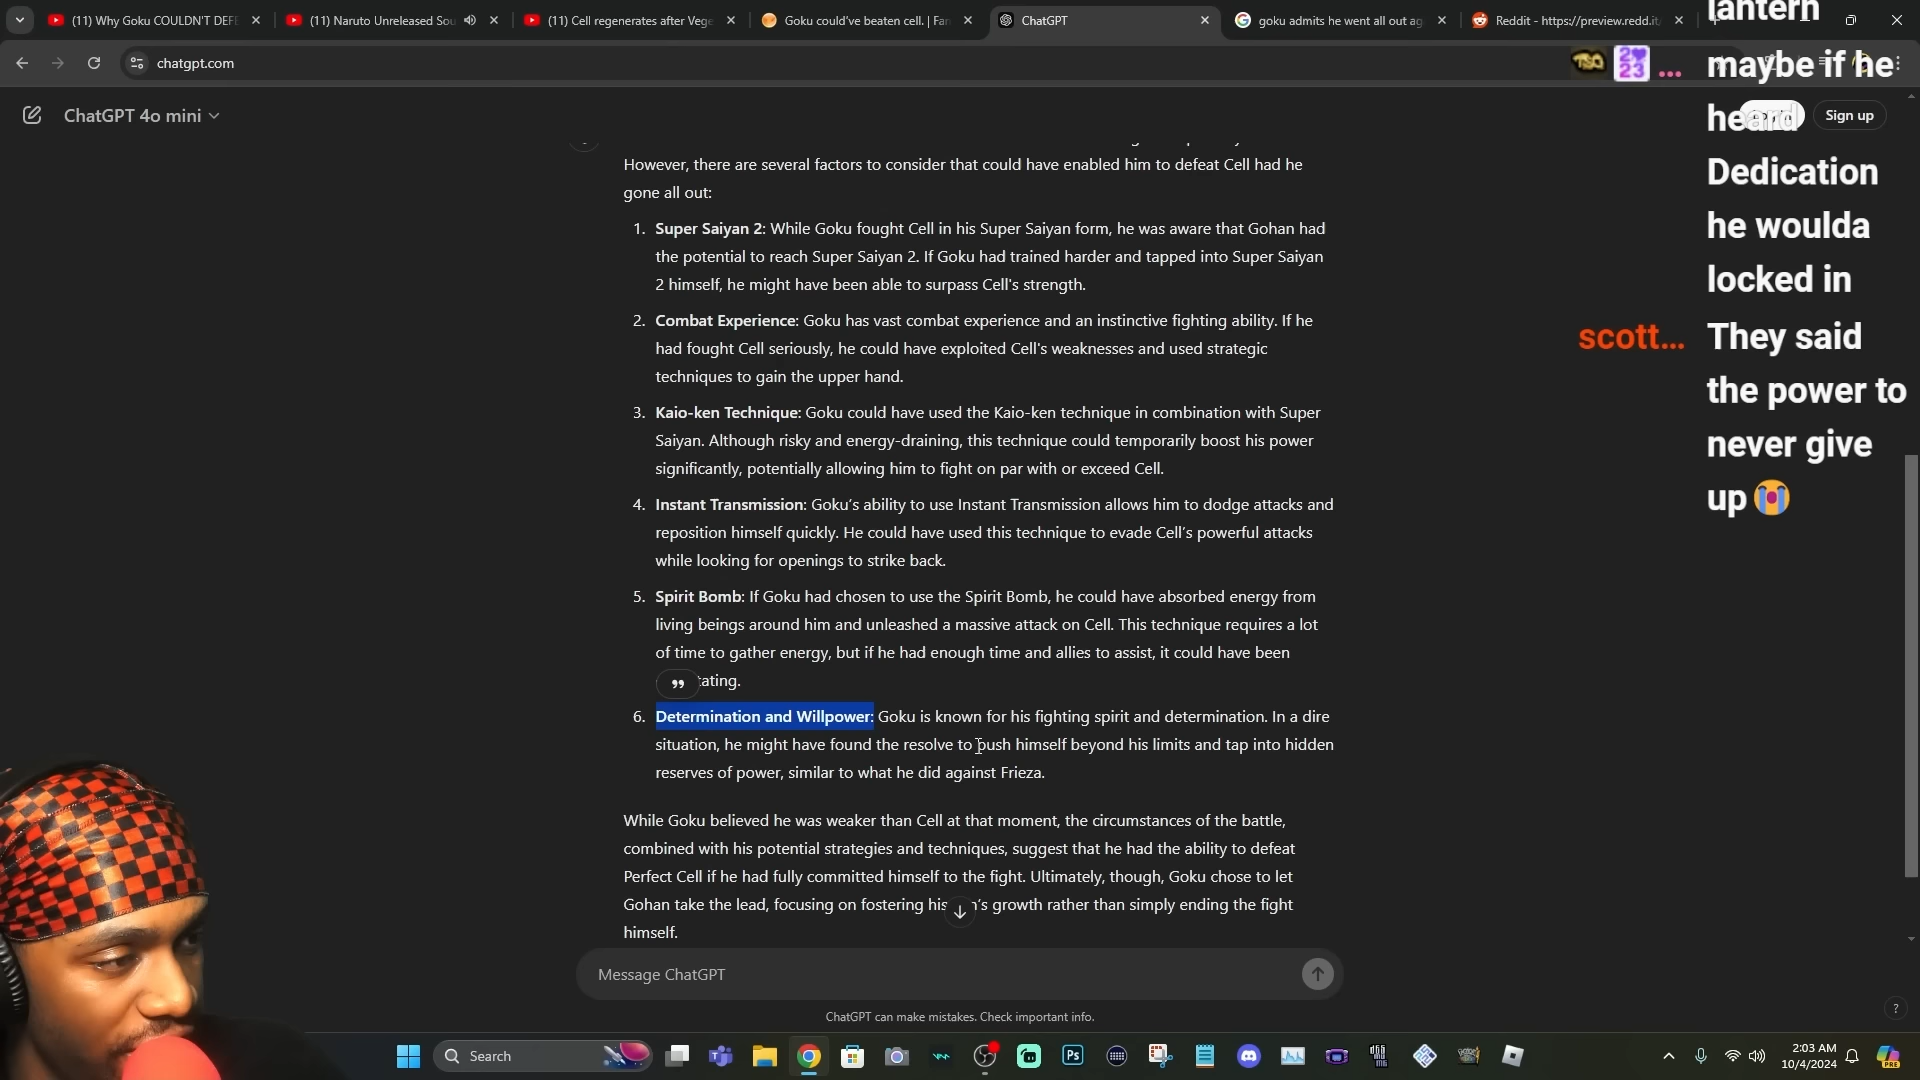 (11) Why Goku COULDN'T DEFE
(11) Naruto Unreleased Sou
(11) Cell regenerates after Vege
Goku could've beaten cell. | Fan
ChatGPT
goku admits he went all out ag
Reddit - https://preview.redd.it/
chatgpt.com
ChatGPT 4o mini
Sign up
However, there are several factors to consider that could have enabled him to defeat Cell had he
gone all out:
1. Super Saiyan 2: While Goku fought Cell in his Super Saiyan form, he was aware that Gohan had
the potential to reach Super Saiyan 2. If Goku had trained harder and tapped into Super Saiyan
2 himself, he might have been able to surpass Cell's strength.
2. Combat Experience: Goku has vast combat experience and an instinctive fighting ability. If he
had fought Cell seriously, he could have exploited Cell's weaknesses and used strategic
techniques to gain the upper hand.
3. Kaio-ken Technique: Goku could have used the Kaio-ken technique in combination with Super
Saiyan. Although risky and energy-draining, this technique could temporarily boost his power
significantly, potentially allowing him to fight on par with or exceed Cell.
4. Instant Transmission: Goku's ability to use Instant Transmission allows him to dodge attacks and
reposition himself quickly. He could have used this technique to evade Cell's powerful attacks
while looking for openings to strike back.
5. Spirit Bomb: If Goku had chosen to use the Spirit Bomb, he could have absorbed energy from
living beings around him and unleashed a massive attack on Cell. This technique requires a lot
of time to gather energy, but if he had enough time and allies to assist, it could have been
tating.
6. Determination and Willpower: Goku is known for his fighting spirit and determination. In a dire
situation, he might have found the resolve to push himself beyond his limits and tap into hidden
reserves of power, similar to what he did against Frieza.
While Goku believed he was weaker than Cell at that moment, the circumstances of the battle,
combined with his potential strategies and techniques, suggest that he had the ability to defeat
Perfect Cell if he had fully committed himself to the fight. Ultimately, though, Goku chose to let
Gohan take the lead, focusing on fostering his 's growth rather than simply ending the fight
himself.
Message ChatGPT
ChatGPT can make mistakes. Check important info.
lantern
maybe if he
heard
Dedication
he woulda
locked in
scott... They said
the power to
never give
up 😭
TSO
2023
...
Search
Ps
PRE
2:03 AM
10/4/2024